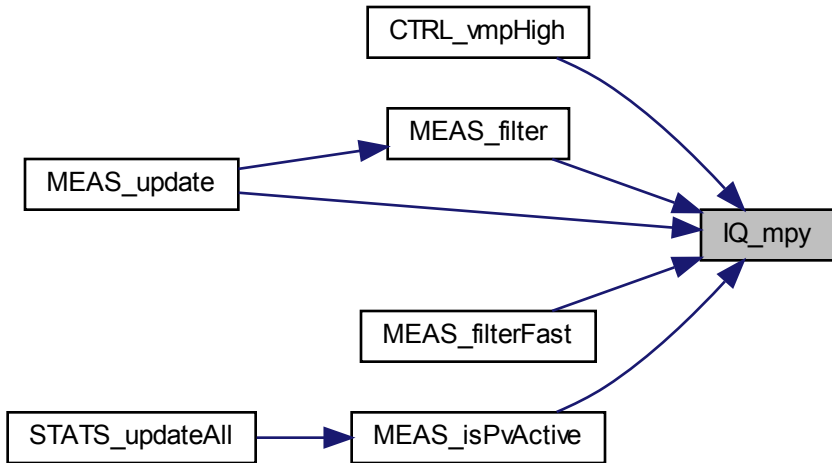 CTRL_vmpHigh
MEAS_filter
MEAS_update
IQ_mpy
MEAS_filterFast
STATS_updateAll
MEAS_isPvActive